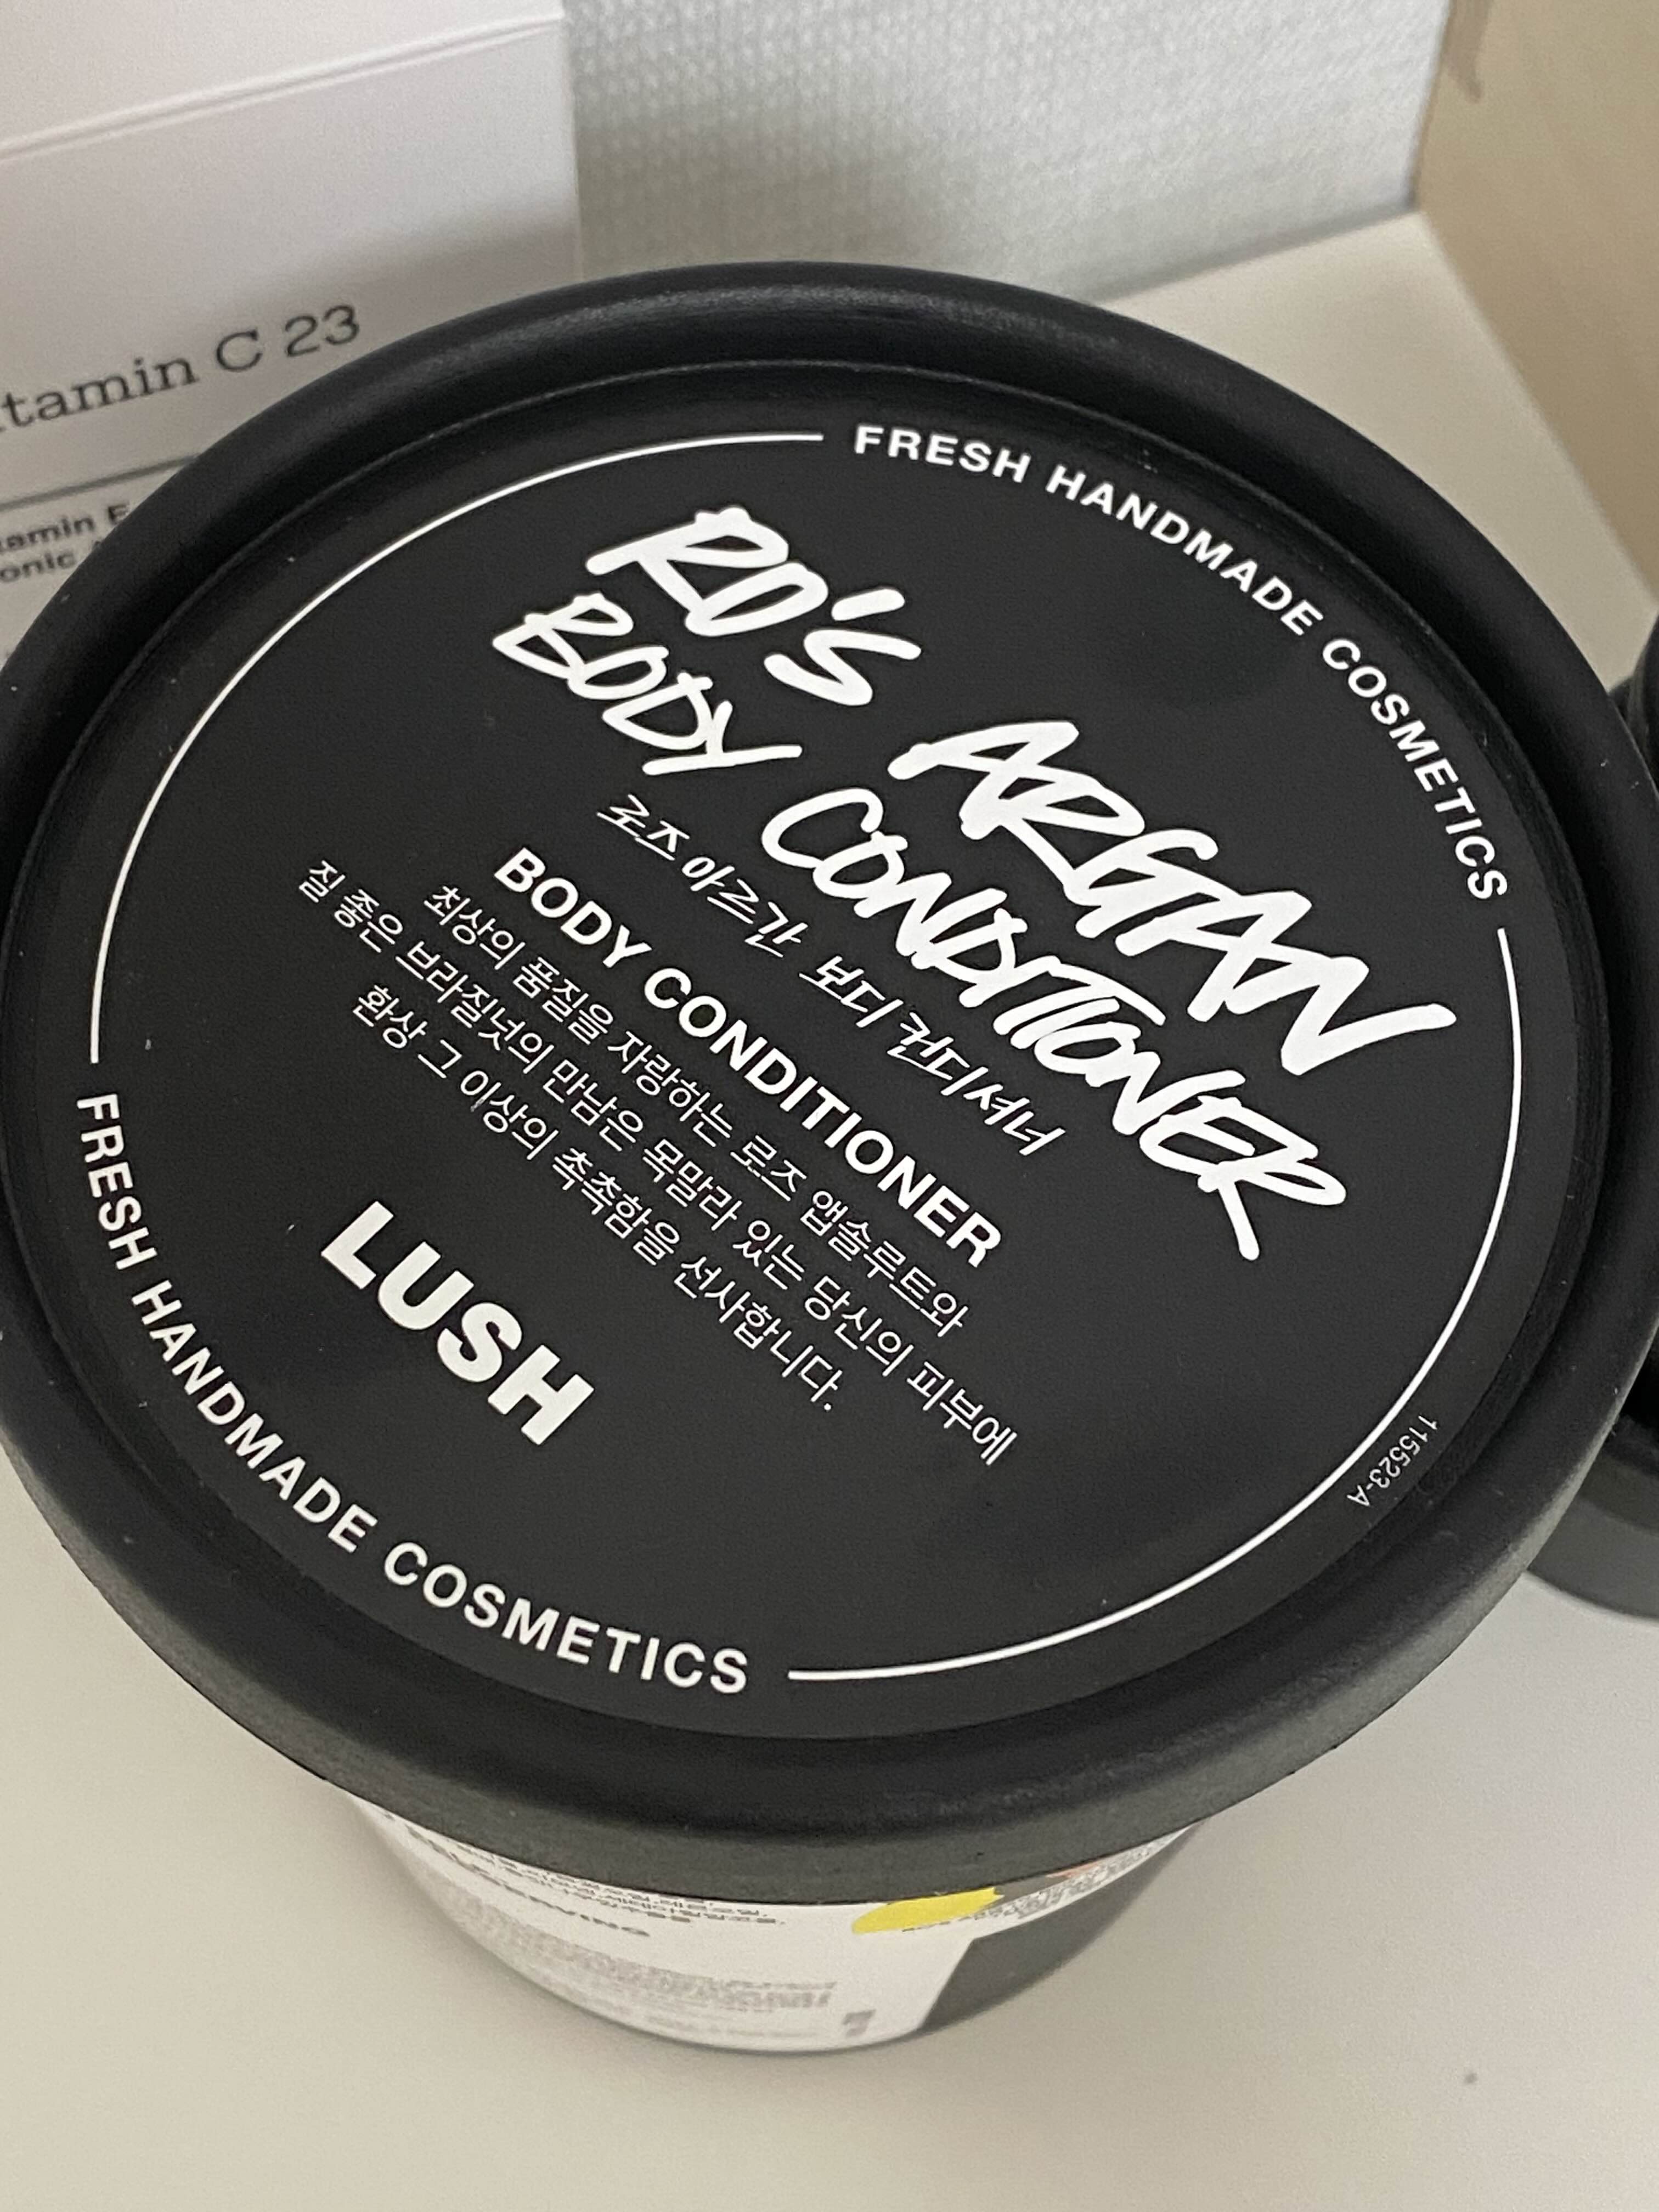 tamin C 23
FRESH HANDMADE COSMETICS
RO'S ARGAN
BODY CONDITIONER
로즈 아르간 보디 컨디셔너
BODY CONDITIONER
최상의 품질을 자랑하는 로즈 앱솔루트와
질 좋은 브라질넛의 만남은 목말라 있는 당신의 피부에
환상 그 이상의 촉촉함을 선사합니다.
LUSH
FRESH HANDMADE COSMETICS
115523-A